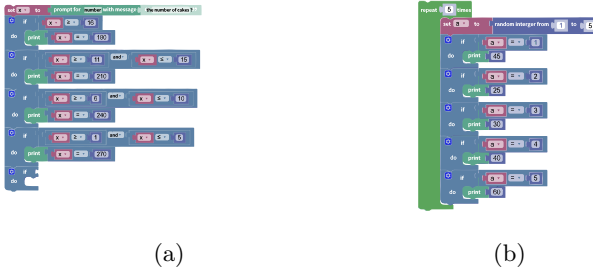 set x to prompt for number with message " the number of cakes ? "
if x ≥ 16
do print x = 180
if x ≥ 11 and x ≤ 15
do print x = 210
if x ≥ 6 and x ≤ 10
do print x = 240
if x ≥ 1 and x ≤ 5
do print x = 270
if
do
(a)
repeat 5 times
set a to random interger from 1 to 5
if a = 1
do print 45
if a = 2
do print 25
if a = 3
do print 30
if a = 4
do print 40
if a = 5
do print 60
(b)